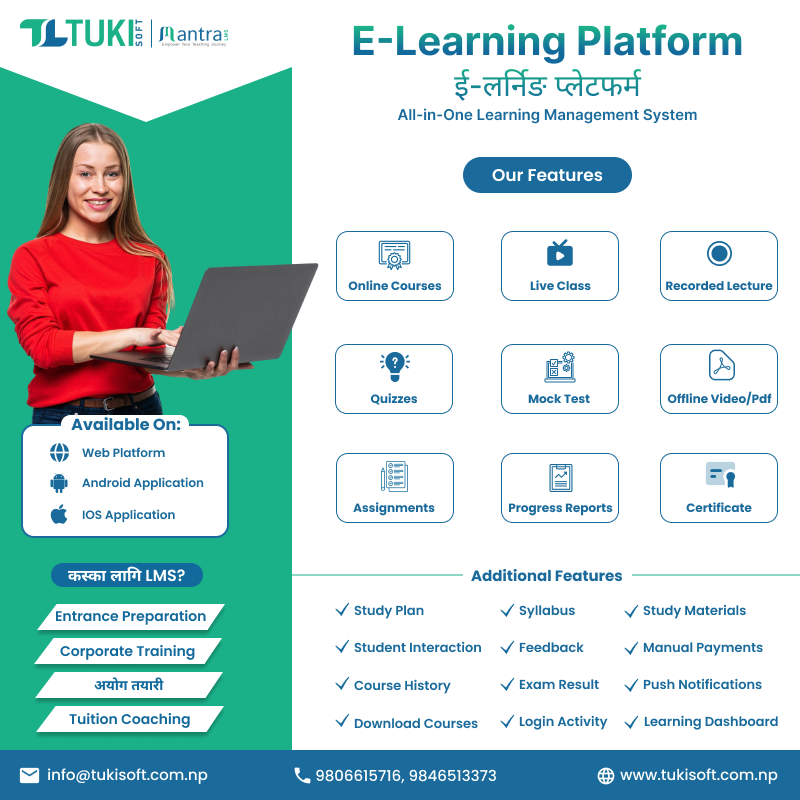 TUKI SOFT
Mantra LMS
Empower Your Teaching Journey
E-Learning Platform
ई-लर्निङ प्लेटफर्म
All-in-One Learning Management System
Our Features
Online Courses
Live Class
Recorded Lecture
Quizzes
Mock Test
Offline Video/Pdf
Assignments
Progress Reports
Certificate
Available On:
Web Platform
Android Application
IOS Application
कस्का लागि LMS?
Entrance Preparation
Corporate Training
अयोग तयारी
Tuition Coaching
Additional Features
Study Plan
Syllabus
Study Materials
Student Interaction
Feedback
Manual Payments
Course History
Exam Result
Push Notifications
Download Courses
Login Activity
Learning Dashboard
info@tukisoft.com.np
9806615716, 9846513373
www.tukisoft.com.np